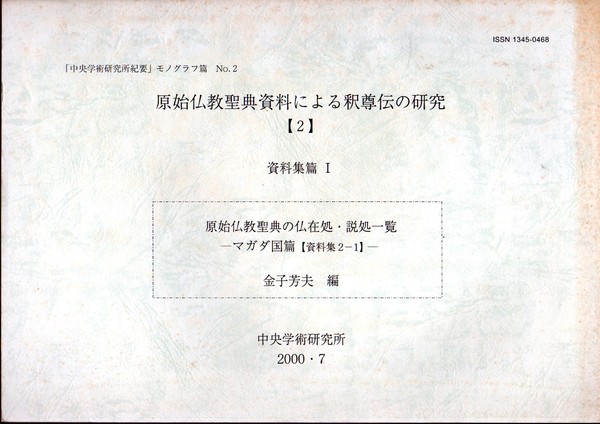 ISSN 1345-0468
「中央学術研究所紀要」モノグラフ篇 No.2
原始仏教聖典資料による釈尊伝の研究
【2】
資料集篇 Ⅰ
原始仏教聖典の仏在処・説処一覧
―マガダ国篇【資料集2-1】―
金子芳夫 編
中央学術研究所
2000・7